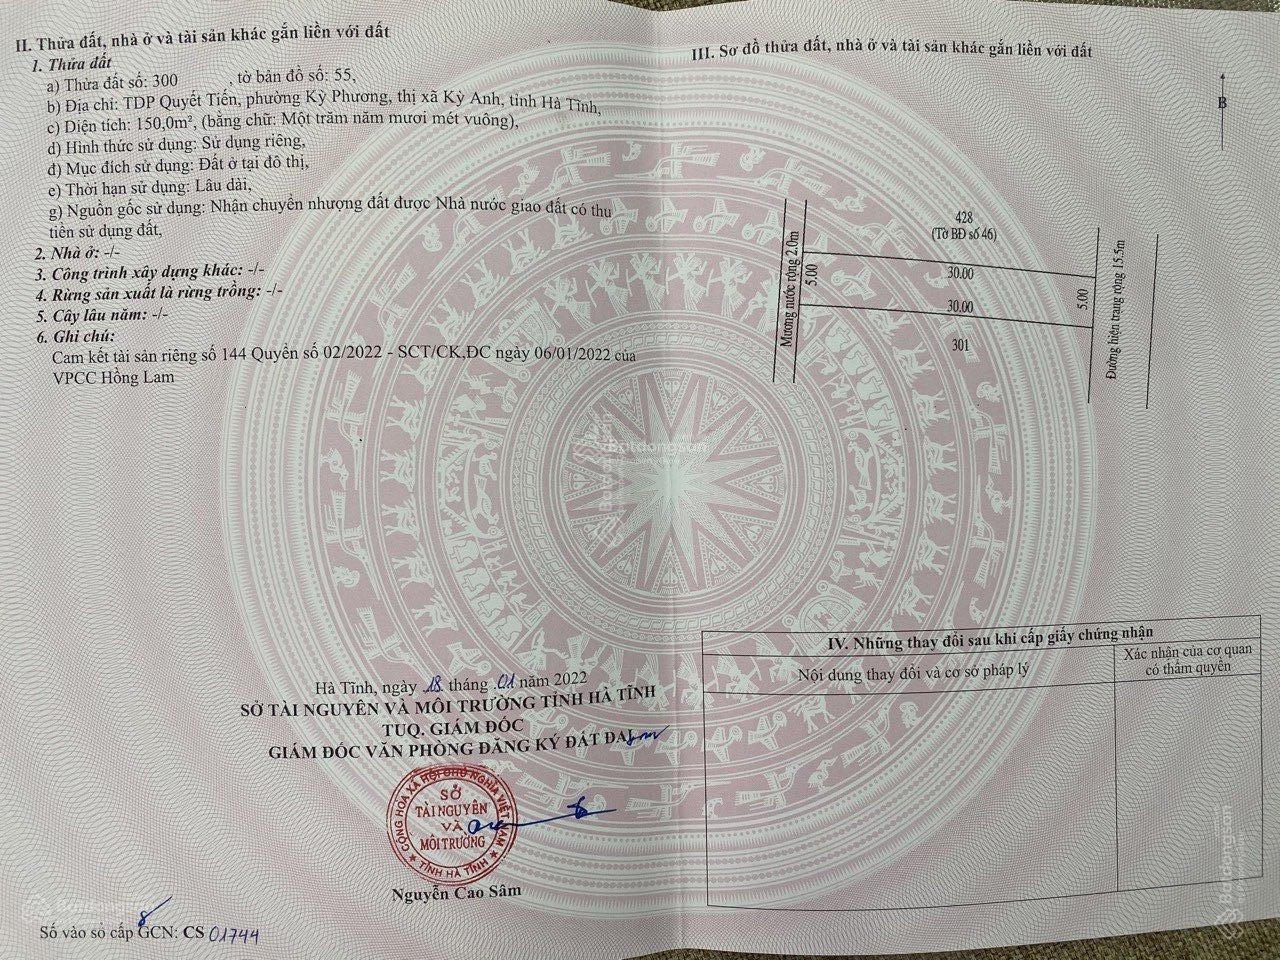 II. Thửa đất, nhà ở và tài sản khác gắn liền với đất
1. Thửa đất
a) Thửa đất số: 300 , tờ bản đồ số: 55,
b) Địa chỉ: TDP Quyết Tiến, phường Kỳ Phương, thị xã Kỳ Anh, tỉnh Hà Tĩnh,
c) Diện tích: 150,0m², (bằng chữ: Một trăm năm mươi mét vuông),
d) Hình thức sử dụng: Sử dụng riêng,
đ) Mục đích sử dụng: Đất ở tại đô thị,
e) Thời hạn sử dụng: Lâu dài,
g) Nguồn gốc sử dụng: Nhận chuyển nhượng đất được Nhà nước giao đất có thu
tiền sử dụng đất,
2. Nhà ở: -/-
3. Công trình xây dựng khác: -/-
4. Rừng sản xuất là rừng trồng: -/-
5. Cây lâu năm: -/-
6. Ghi chú:
Cam kết tài sản riêng số 144 Quyển số 02/2022 - SCT/CK,ĐC ngày 06/01/2022 của
VPCC Hồng Lam
Hà Tĩnh, ngày 18 tháng 01 năm 2022
SỞ TÀI NGUYÊN VÀ MÔI TRƯỜNG TỈNH HÀ TĨNH
TUQ. GIÁM ĐỐC
GIÁM ĐỐC VĂN PHÒNG ĐĂNG KÝ ĐẤT ĐAI
CỘNG HOÀ XÃ HỘI CHỦ NGHĨA VIỆT NAM
SỞ
TÀI NGUYÊN
VÀ
MÔI TRƯỜNG
★ TỈNH HÀ TĨNH ★
Nguyễn Cao Sâm
Số vào sổ cấp GCN: CS 01744
III. Sơ đồ thửa đất, nhà ở và tài sản khác gắn liền với đất
B
428
(Tờ BĐ số 46)
Mương nước rộng 2.0m
5.00
30.00
30.00
5.00
301
Đường hiện trạng rộng 15.5m
IV. Những thay đổi sau khi cấp giấy chứng nhận
Nội dung thay đổi và cơ sở pháp lý
Xác nhận của cơ quan
có thẩm quyền
Batdongsan
Batdongsan
Batdongsan